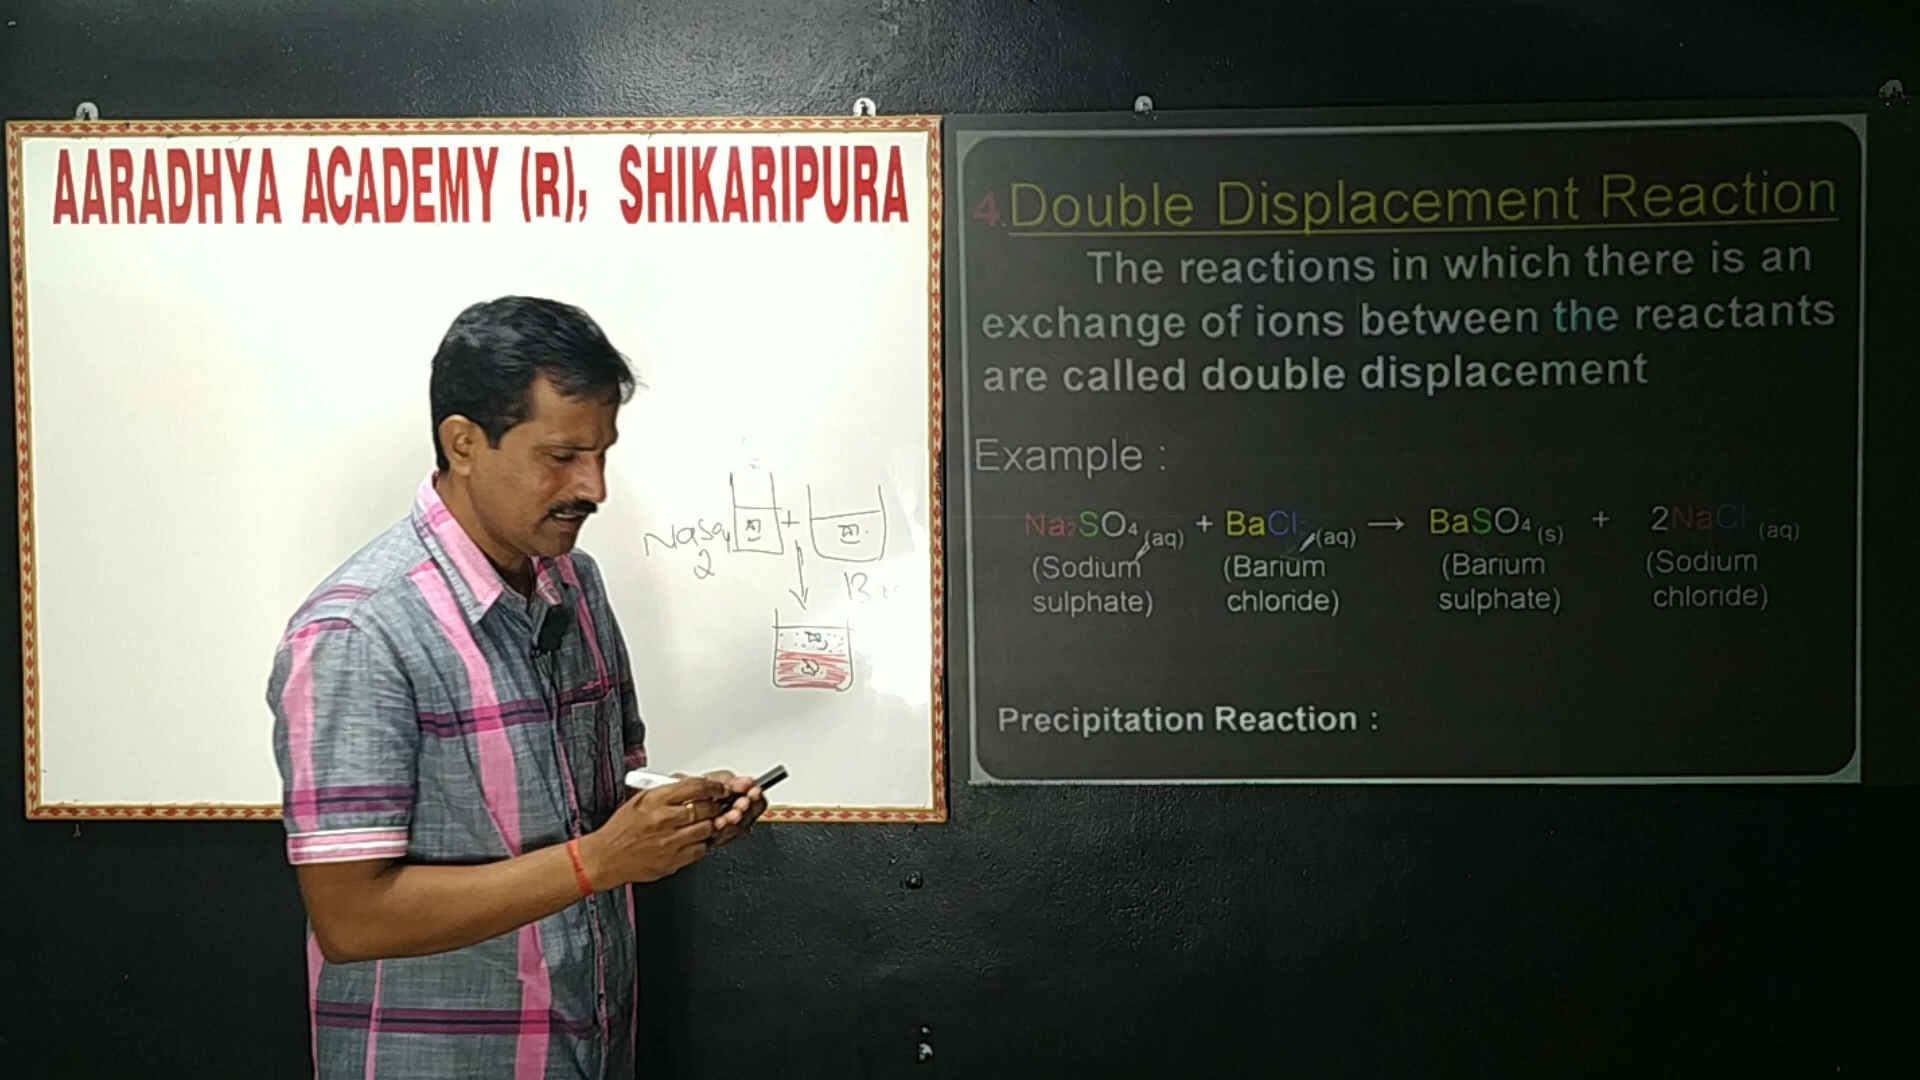 AARADHYA ACADEMY (R), SHIKARIPURA
Na2SO4
+
Ba
4.Double Displacement Reaction
The reactions in which there is an
exchange of ions between the reactants
are called double displacement
Example :
Na₂SO₄(aq) + BaCl₂(aq) → BaSO₄(s) + 2NaCl(aq)
(Sodium sulphate) (Barium chloride) (Barium sulphate) (Sodium chloride)
Precipitation Reaction :